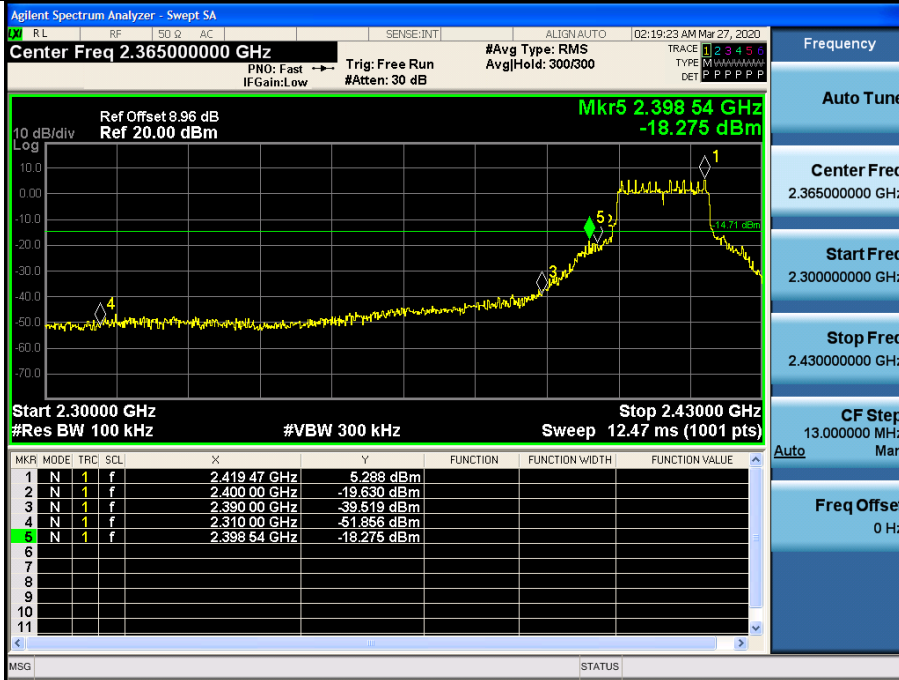 Agilent Spectrum Analyzer - Swept SA
LXI RL RF 50 Ω AC SENSE:INT ALIGN AUTO 02:19:23 AM Mar 27, 2020
Center Freq 2.365000000 GHz
PNO: Fast
IFGain:Low
Trig: Free Run
#Atten: 30 dB
#Avg Type: RMS
Avg|Hold: 300/300
TRACE 1 2 3 4 5 6
TYPE MWWWWW
DET P P P P P P
Ref Offset 8.96 dB
10 dB/div Ref 20.00 dBm
Log
Mkr5 2.398 54 GHz
-18.275 dBm
10.0
0.00
-10.0
-20.0
-30.0
-40.0
-50.0
-60.0
-70.0
1
5
3
4
-14.71 dBm
Start 2.30000 GHz Stop 2.43000 GHz
#Res BW 100 kHz #VBW 300 kHz Sweep 12.47 ms (1001 pts)
MKR MODE TRC SCL X Y FUNCTION FUNCTION WIDTH FUNCTION VALUE
1 N 1 f 2.419 47 GHz 5.288 dBm
2 N 1 f 2.400 00 GHz -19.630 dBm
3 N 1 f 2.390 00 GHz -39.519 dBm
4 N 1 f 2.310 00 GHz -51.856 dBm
5 N 1 f 2.398 54 GHz -18.275 dBm
6
7
8
9
10
11
MSG STATUS
Frequency
Auto Tune
Center Freq
2.365000000 GHz
Start Freq
2.300000000 GHz
Stop Freq
2.430000000 GHz
CF Step
13.000000 MHz
Auto Man
Freq Offset
0 Hz